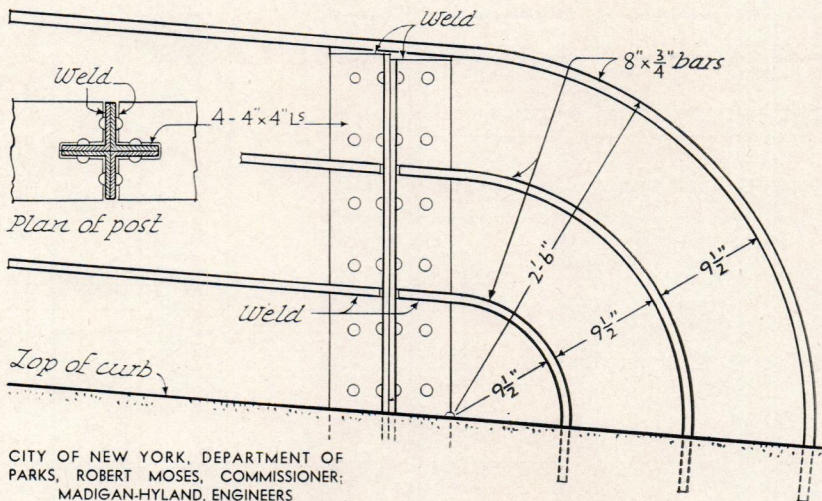 Weld
8" x 3/4" bars
Weld
4 - 4" x 4" Ls
Plan of post
2'-6"
9 1/2"
9 1/2"
9 1/2"
Weld
Top of curb
CITY OF NEW YORK, DEPARTMENT OF
PARKS, ROBERT MOSES, COMMISSIONER;
MADIGAN-HYLAND, ENGINEERS